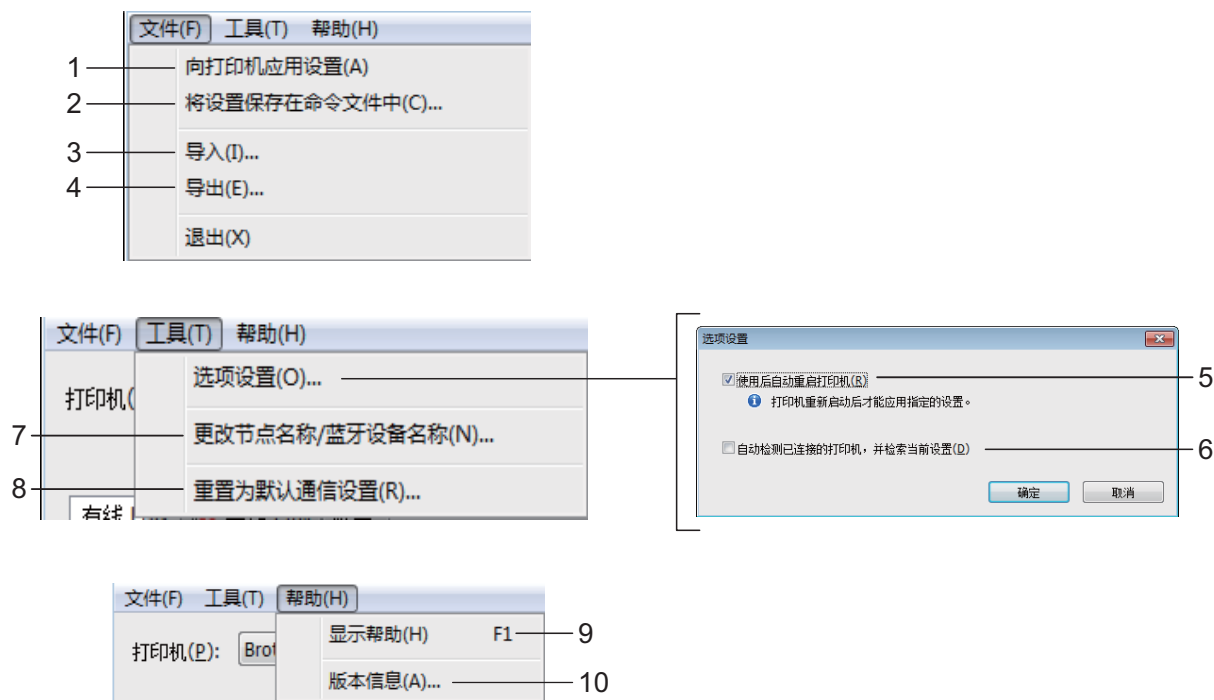 文件(F) 工具(T) 帮助(H)
1 向打印机应用设置(A)
2 将设置保存在命令文件中(C)...
3 导入(I)...
4 导出(E)...
退出(X)
文件(F) 工具(T) 帮助(H)
打印机(
选项设置(O)...
7 更改节点名称/蓝牙设备名称(N)...
8 重置为默认通信设置(R)...
有线
选项设置
使用后自动重启打印机(R) 5
打印机重新启动后才能应用指定的设置。
自动检测已连接的打印机，并检索当前设置(D) 6
确定 取消
文件(F) 工具(T) 帮助(H)
打印机(P): Brot
显示帮助(H) F1 9
版本信息(A)... 10